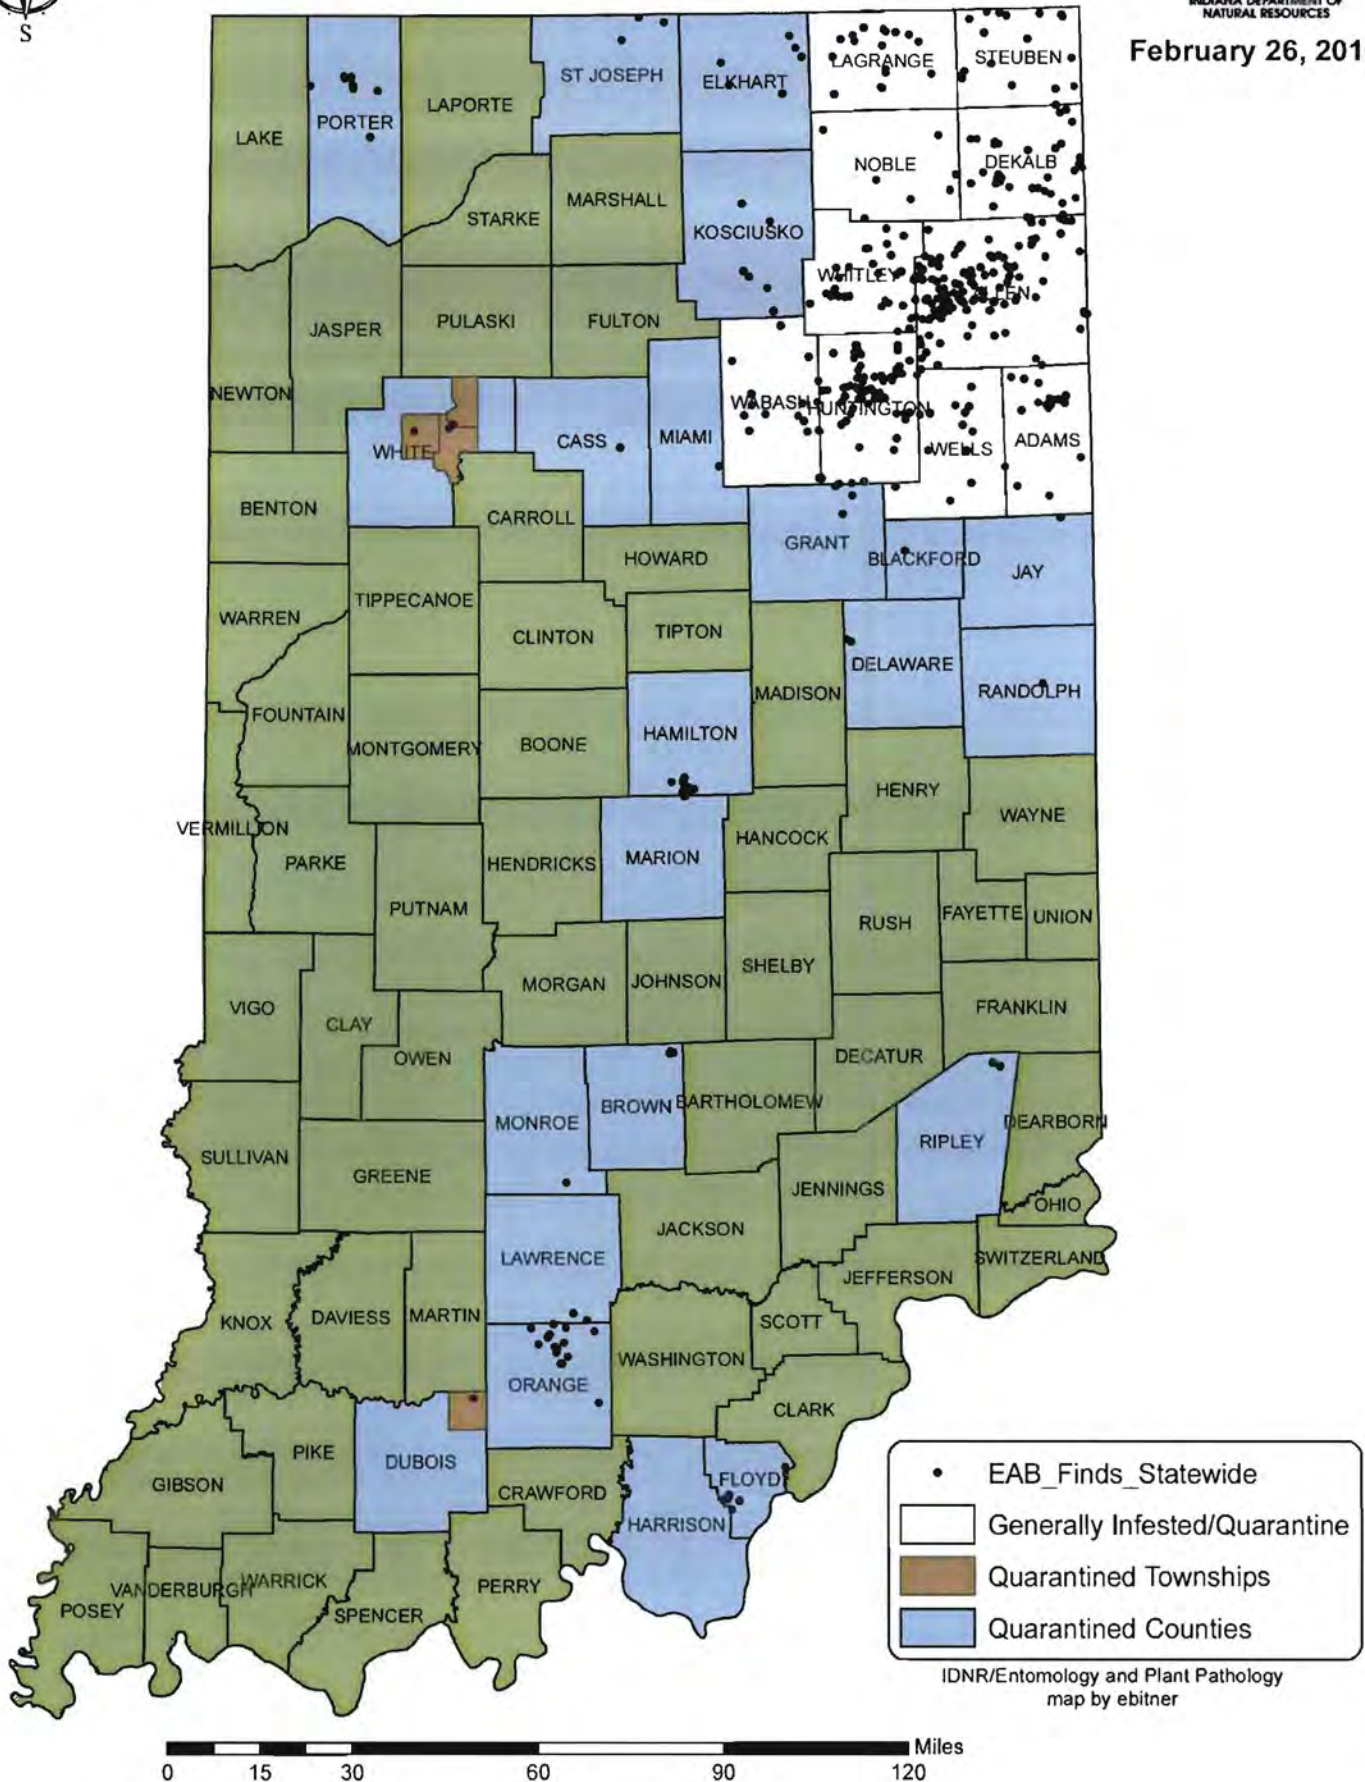 S
INDIANA DEPARTMENT OF
NATURAL RESOURCES
February 26, 201
LAGRANGE
STEUBEN
ST JOSEPH
ELKHART
LAPORTE
PORTER
LAKE
NOBLE
DEKALB
MARSHALL
STARKE
KOSCIUSKO
WHITLEY
ALLEN
JASPER
PULASKI
FULTON
NEWTON
WABASH
HUNTINGTON
WHITE
CASS
MIAMI
WELLS
ADAMS
BENTON
CARROLL
GRANT
BLACKFORD
JAY
HOWARD
TIPPECANOE
WARREN
CLINTON
TIPTON
DELAWARE
RANDOLPH
MADISON
FOUNTAIN
MONTGOMERY
BOONE
HAMILTON
HENRY
WAYNE
VERMILLION
PARKE
HENDRICKS
MARION
HANCOCK
PUTNAM
RUSH
FAYETTE
UNION
SHELBY
MORGAN
JOHNSON
VIGO
CLAY
FRANKLIN
OWEN
DECATUR
MONROE
BROWN
BARTHOLOMEW
DEARBORN
RIPLEY
SULLIVAN
GREENE
JENNINGS
OHIO
JACKSON
LAWRENCE
SWITZERLAND
JEFFERSON
KNOX
DAVIESS
MARTIN
SCOTT
WASHINGTON
ORANGE
CLARK
PIKE
DUBOIS
GIBSON
CRAWFORD
FLOYD
HARRISON
POSEY
VANDERBURGH
WARRICK
SPENCER
PERRY
EAB_Finds_Statewide
Generally Infested/Quarantine
Quarantined Townships
Quarantined Counties
IDNR/Entomology and Plant Pathology
map by ebitner
Miles
0 15 30 60 90 120